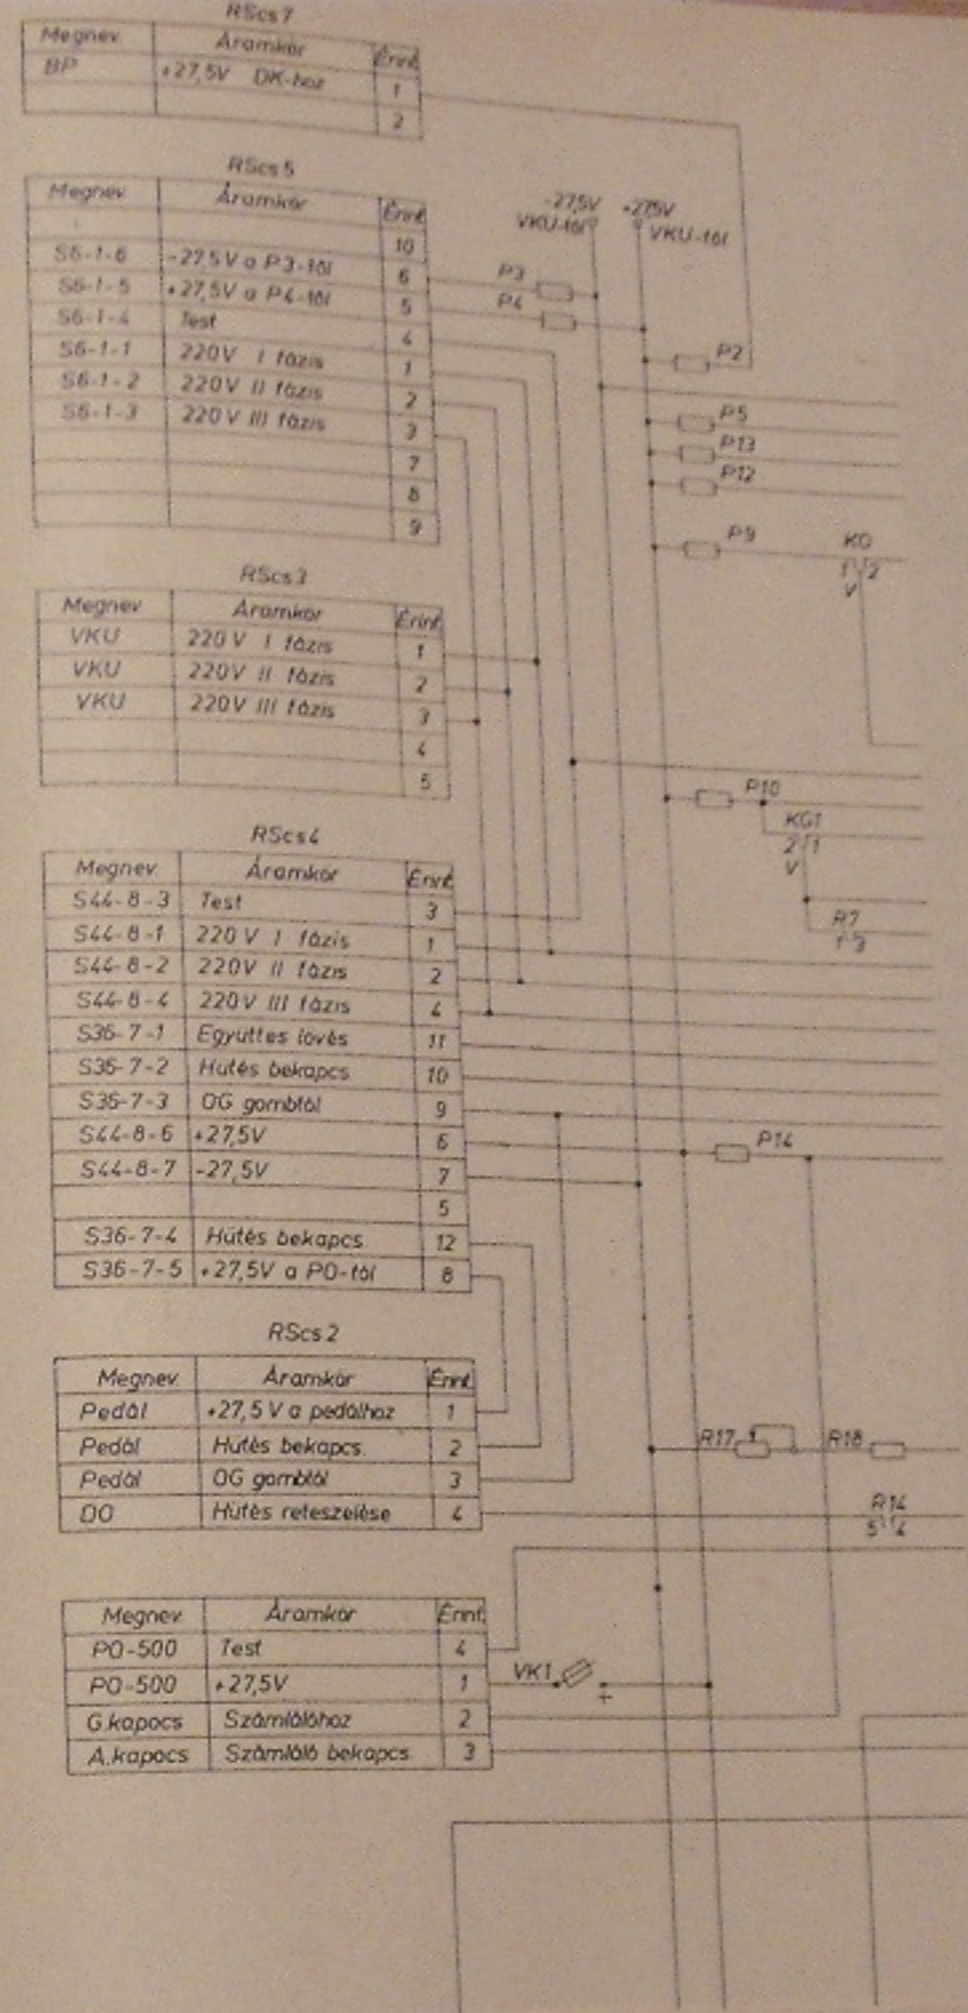 RScs7
Megnev. Áramkör Érint.
BP +27,5V DK-hoz 1
2
RScs5
Megnev. Áramkör Érint.
10
S6-1-6 -27,5V a P3-tól 6
S6-1-5 +27,5V a P4-től 5
S6-1-4 Test 4
S6-1-1 220V I fázis 1
S6-1-2 220V II fázis 2
S6-1-3 220V III fázis 3
7
8
9
-27,5V
VKU-tól
+27,5V
VKU-tól
P3
P4
P2
P5
P13
P12
P9
KO
1 2
V
RScs3
Megnev. Áramkör Érint.
VKU 220V I fázis 1
VKU 220V II fázis 2
VKU 220V III fázis 3
4
5
P10
KG1
2 1
V
R7
1 3
RScs4
Megnev. Áramkör Érint.
S44-8-3 Test 3
S44-8-1 220V I fázis 1
S44-8-2 220V II fázis 2
S44-8-4 220V III fázis 4
S36-7-1 Együttes lövés 11
S36-7-2 Hűtés bekapcs 10
S36-7-3 OG gombtól 9
S44-8-6 +27,5V 6
S44-8-7 -27,5V 7
5
S36-7-4 Hűtés bekapcs. 12
S36-7-5 +27,5V a PO-tól 8
P14
RScs2
Megnev. Áramkör Érint.
Pedál +27,5V a pedálhoz 1
Pedál Hűtés bekapcs. 2
Pedál OG gombtól 3
OO Hűtés reteszelése 4
R17 R18
R14
5 4
Megnev. Áramkör Érint.
PO-500 Test 4
PO-500 +27,5V 1
G.kapocs Számlálóhoz 2
A.kapocs Számláló bekapcs 3
VK1
+